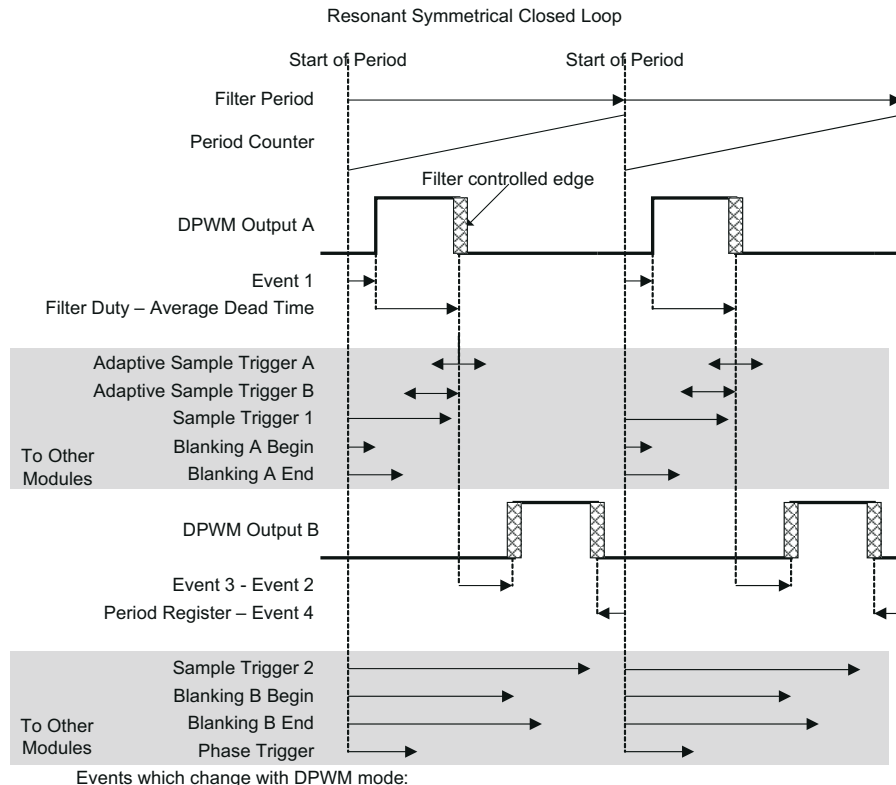 Resonant Symmetrical Closed Loop
Start of Period
Start of Period
Filter Period
Period Counter
Filter controlled edge
DPWM Output A
Event 1
Filter Duty – Average Dead Time
Adaptive Sample Trigger A
Adaptive Sample Trigger B
Sample Trigger 1
Blanking A Begin
To Other
Modules
Blanking A End
DPWM Output B
Event 3 - Event 2
Period Register – Event 4
Sample Trigger 2
Blanking B Begin
Blanking B End
To Other
Modules
Phase Trigger
Events which change with DPWM mode: